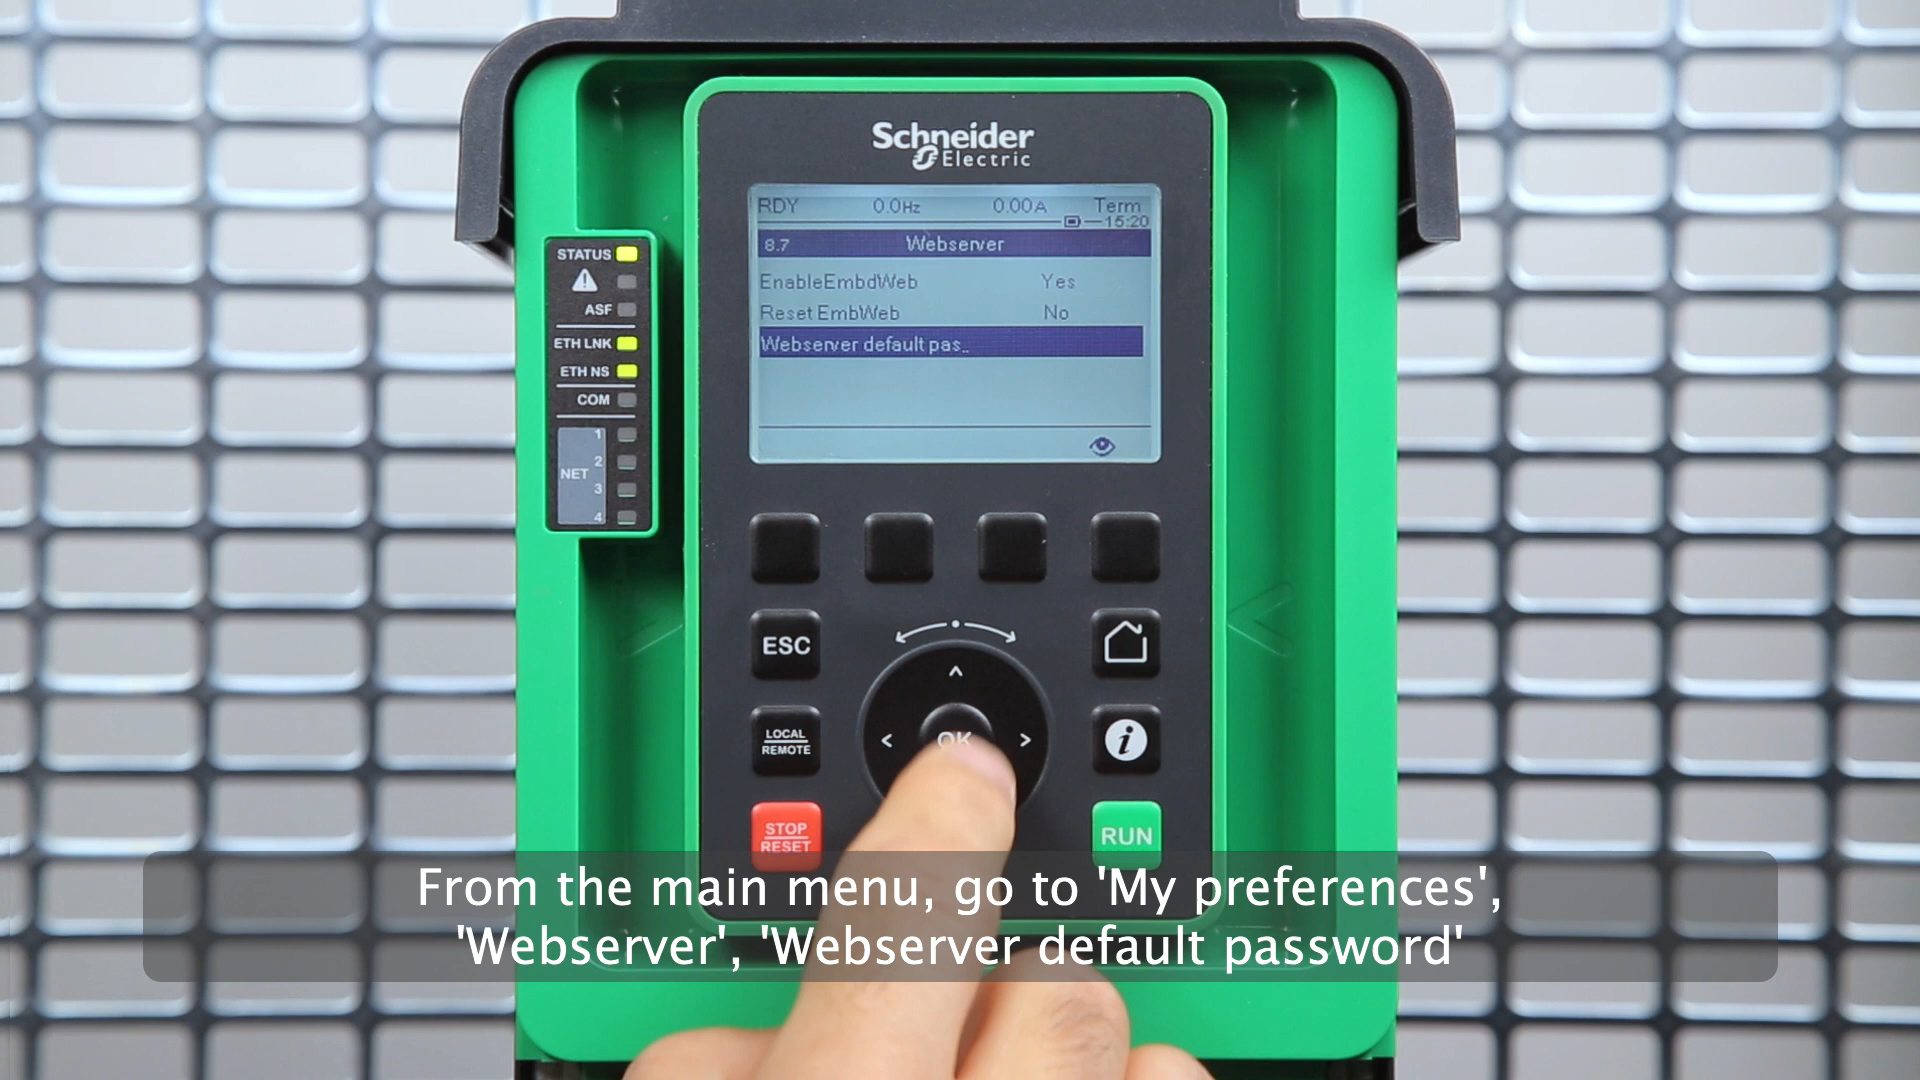 Schneider
Electric
RDY 0.0Hz 0.00A Term
15:20
8.7 Webserver
EnableEmbdWeb Yes
Reset EmbWeb No
Webserver default pas..
STATUS
ASF
ETH LNK
ETH NS
COM
NET
1
2
3
4
ESC
LOCAL
REMOTE
OK
i
STOP
RESET
RUN
From the main menu, go to 'My preferences',
'Webserver', 'Webserver default password'